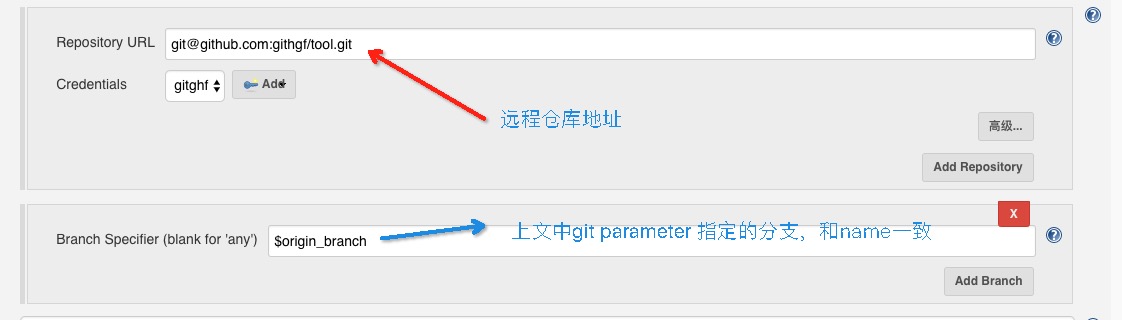 Repository URL
git@github.com:githgf/tool.git
Credentials
gitghf
Add
远程仓库地址
高级...
Add Repository
X
Branch Specifier (blank for 'any')
$origin_branch
上文中git parameter 指定的分支，和name一致
Add Branch